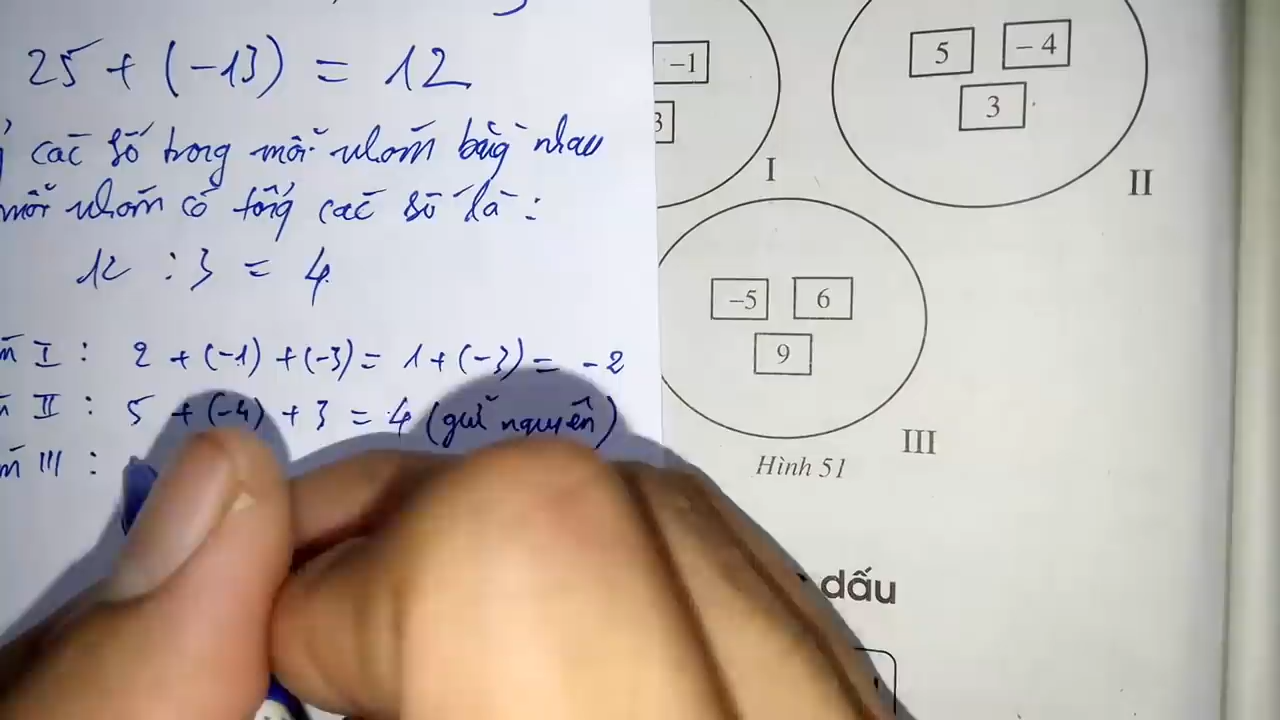 25 + (-13) = 12
các số trong mỗi nhóm bằng nhau
mỗi nhóm có tổng các số là :
12 : 3 = 4
m I : 2 + (-1) + (-3) = 1 + (-3) = -2
II : 5 + (-4) + 3 = 4 (giữ nguyên)
m III :
-1
3
I
5 -4
3
II
-5 6
9
III
Hình 51
dấu